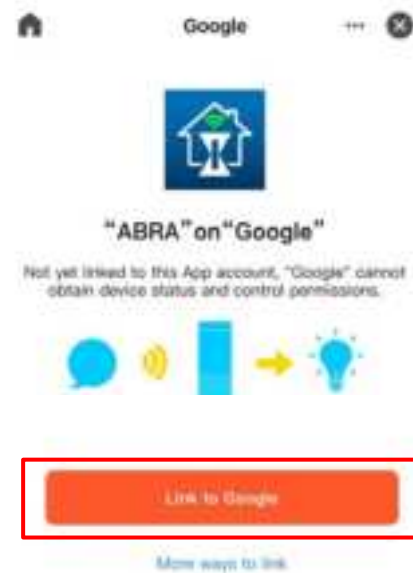 Google
“ABRA” on “Google”
Not yet linked to this App account, "Google" cannot
obtain device status and control permissions.
Link to Google
More ways to link